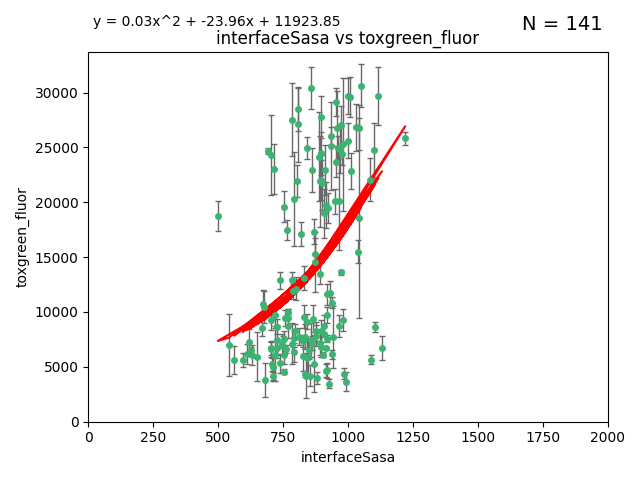 y = 0.03x^2 + -23.96x + 11923.85
N = 141
interfaceSasa vs toxgreen_fluor
30000
25000
20000
15000
10000
5000
0
toxgreen_fluor
0 250 500 750 1000 1250 1500 1750 2000
interfaceSasa